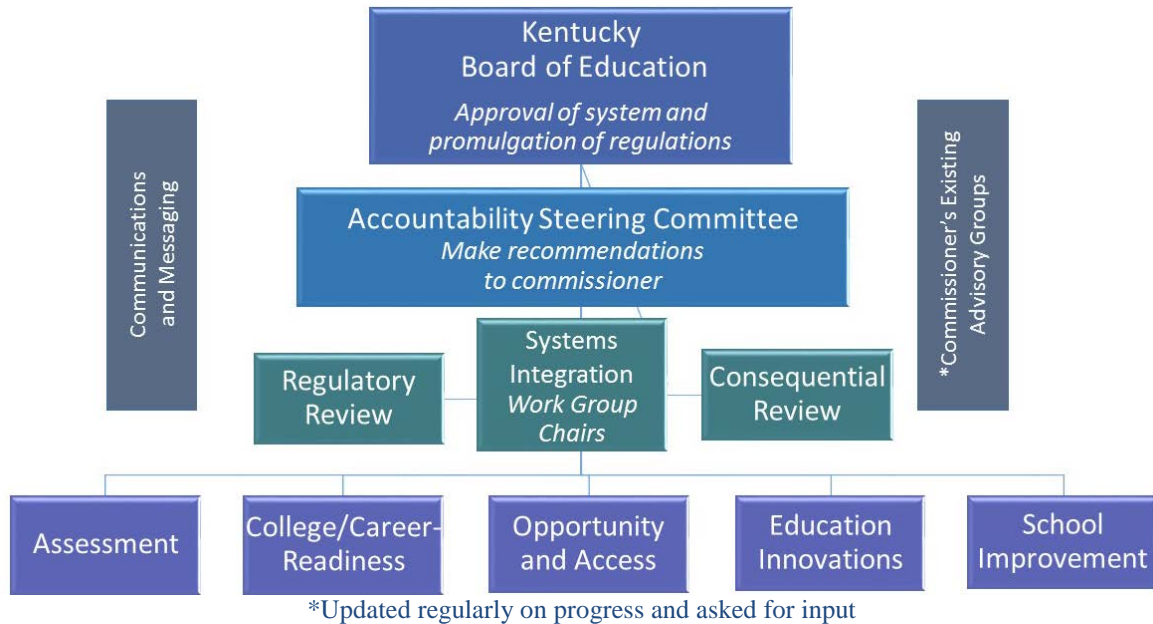 Kentucky
Board of Education
Approval of system and
promulgation of regulations
Communications
and Messaging
*Commissioner's Existing
Advisory Groups
Accountability Steering Committee
Make recommendations
to commissioner
Regulatory
Review
Systems
Integration
Work Group
Chairs
Consequential
Review
Assessment
College/Career-
Readiness
Opportunity
and Access
Education
Innovations
School
Improvement
*Updated regularly on progress and asked for input